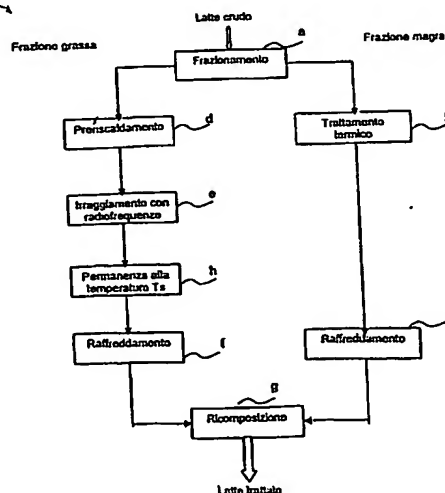 Latte crudo
a
Frazione grassa
Frazione magra
Frazionamento
d
Preriscaldamento
Trattamento
termico
e
Irraggiamento con
radiofrequenze
h
Permanenza alla
temperatura Ts
Raffreddamento
f
Raffreddamento
g
Ricomposizione
Latte trattato